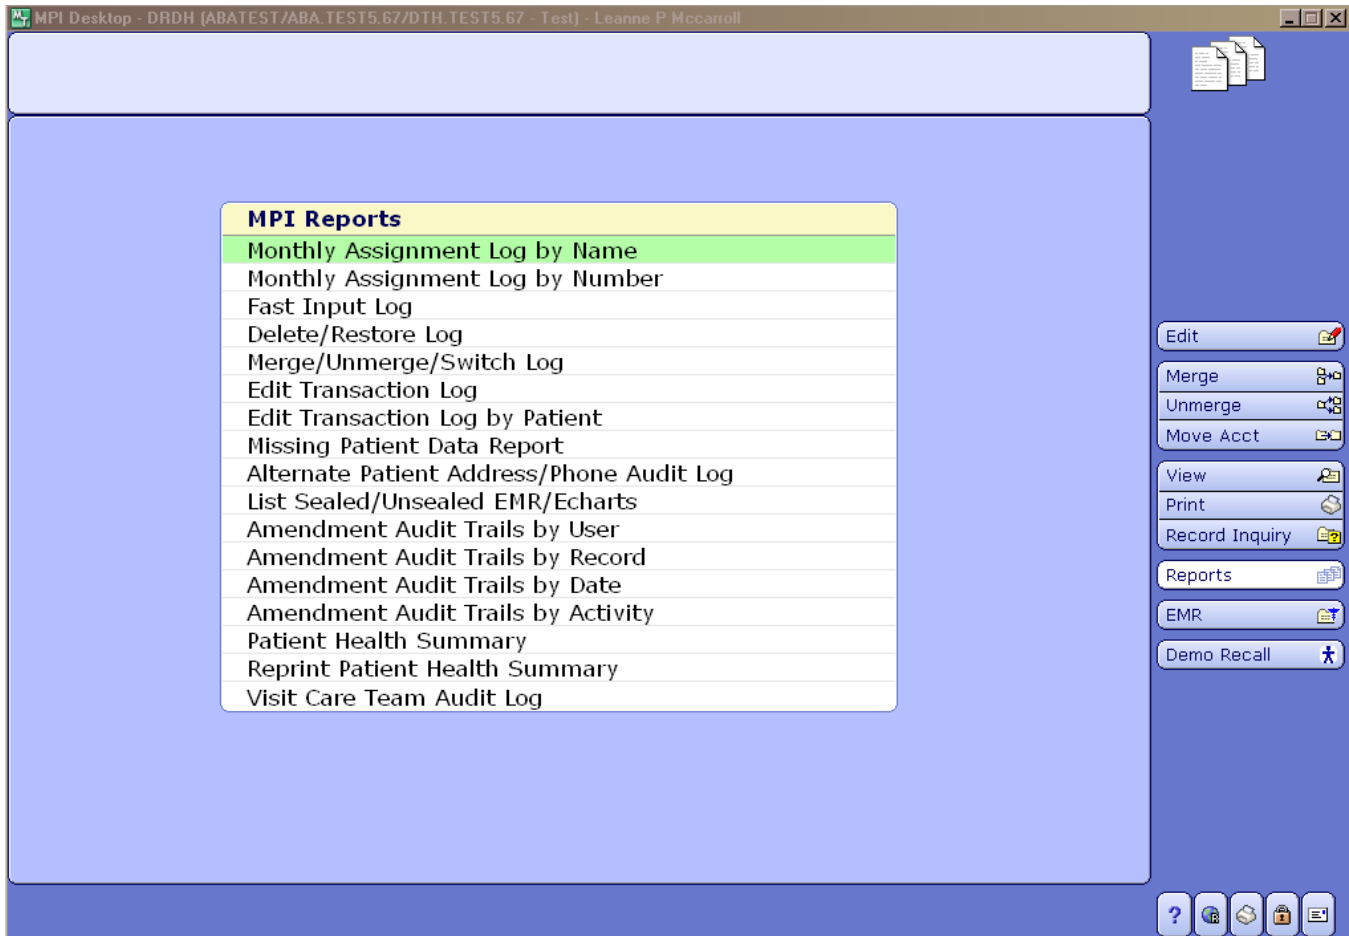 MPI Desktop - DRDH (ABATEST/ABA.TEST5.67/DTH.TEST5.67 - Test) - Leanne P Mccarroll
MPI Reports
Monthly Assignment Log by Name
Monthly Assignment Log by Number
Fast Input Log
Delete/Restore Log
Merge/Unmerge/Switch Log
Edit Transaction Log
Edit Transaction Log by Patient
Missing Patient Data Report
Alternate Patient Address/Phone Audit Log
List Sealed/Unsealed EMR/Echarts
Amendment Audit Trails by User
Amendment Audit Trails by Record
Amendment Audit Trails by Date
Amendment Audit Trails by Activity
Patient Health Summary
Reprint Patient Health Summary
Visit Care Team Audit Log
Edit
Merge
Unmerge
Move Acct
View
Print
Record Inquiry
Reports
EMR
Demo Recall